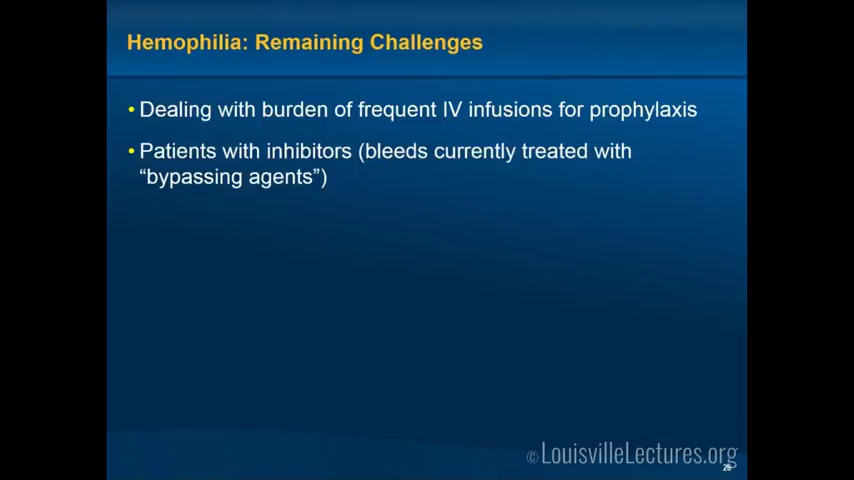 Hemophilia: Remaining Challenges
• Dealing with burden of frequent IV infusions for prophylaxis
• Patients with inhibitors (bleeds currently treated with
“bypassing agents”)
© LouisvilleLectures.org